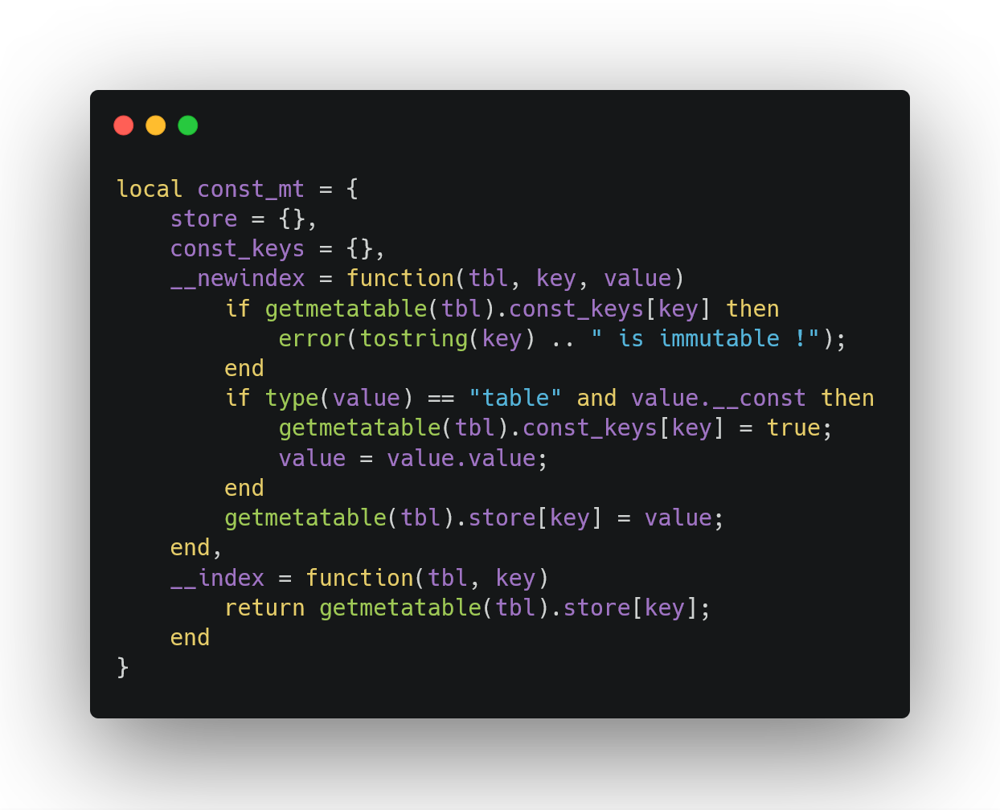 local const_mt = {
    store = {},
    const_keys = {},
    __newindex = function(tbl, key, value)
        if getmetatable(tbl).const_keys[key] then
            error(tostring(key) .. " is immutable !");
        end
        if type(value) == "table" and value.__const then
            getmetatable(tbl).const_keys[key] = true;
            value = value.value;
        end
        getmetatable(tbl).store[key] = value;
    end,
    __index = function(tbl, key)
        return getmetatable(tbl).store[key];
    end
}